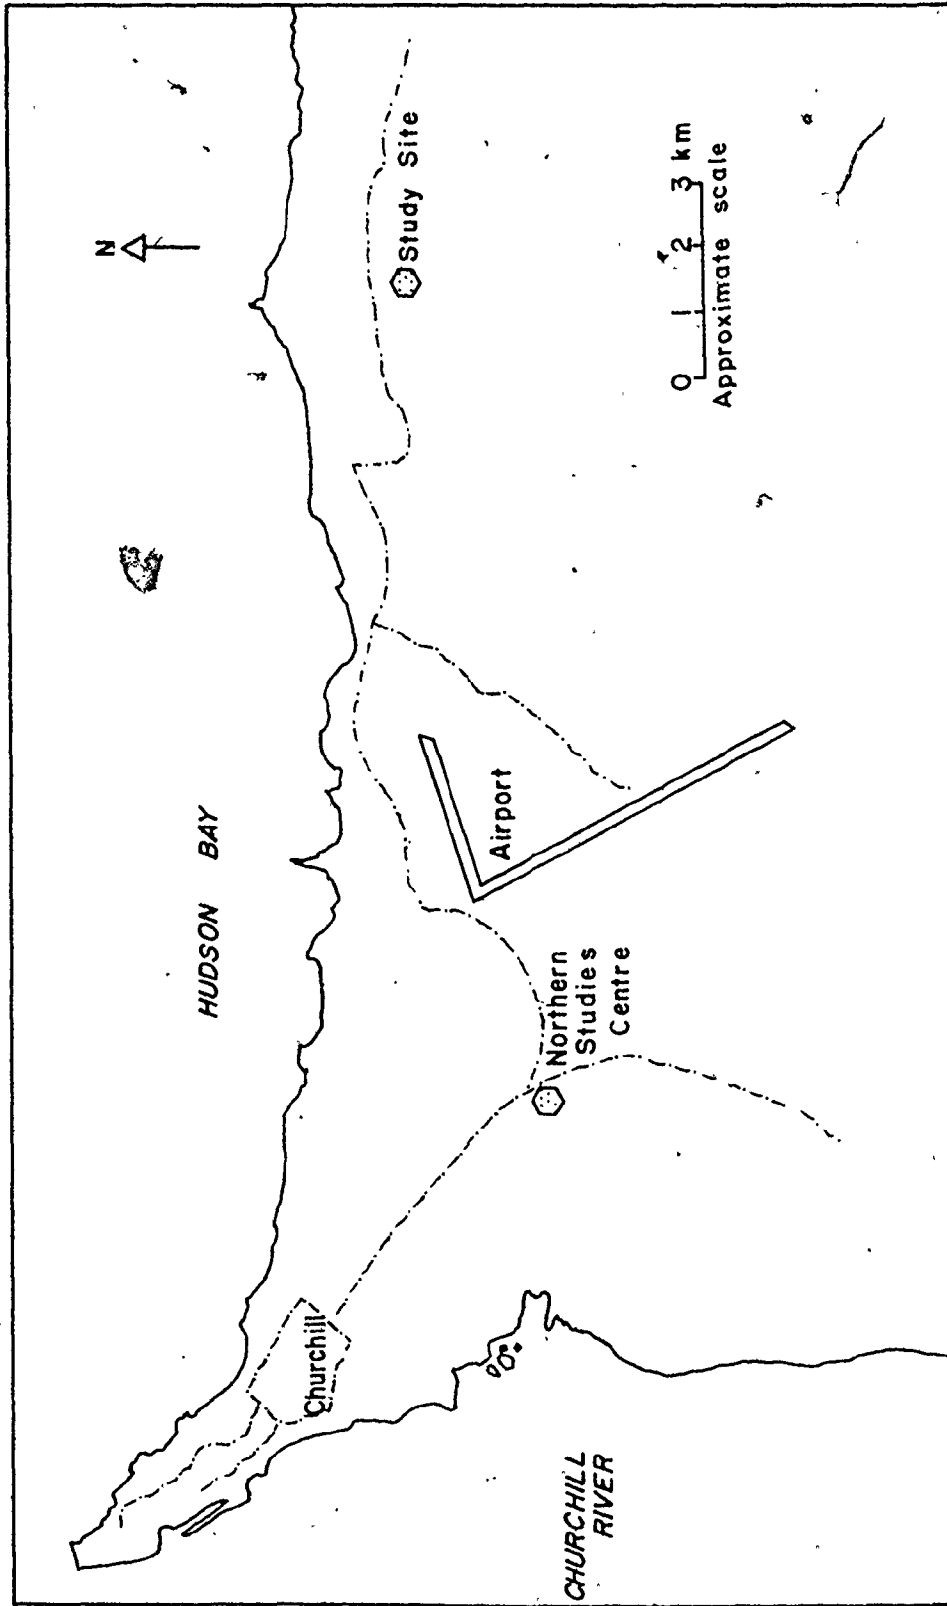 N
HUDSON BAY
Study Site
Churchill
Airport
Northern
Studies
Centre
0 1 2 3 km
Approximate scale
CHURCHILL
RIVER